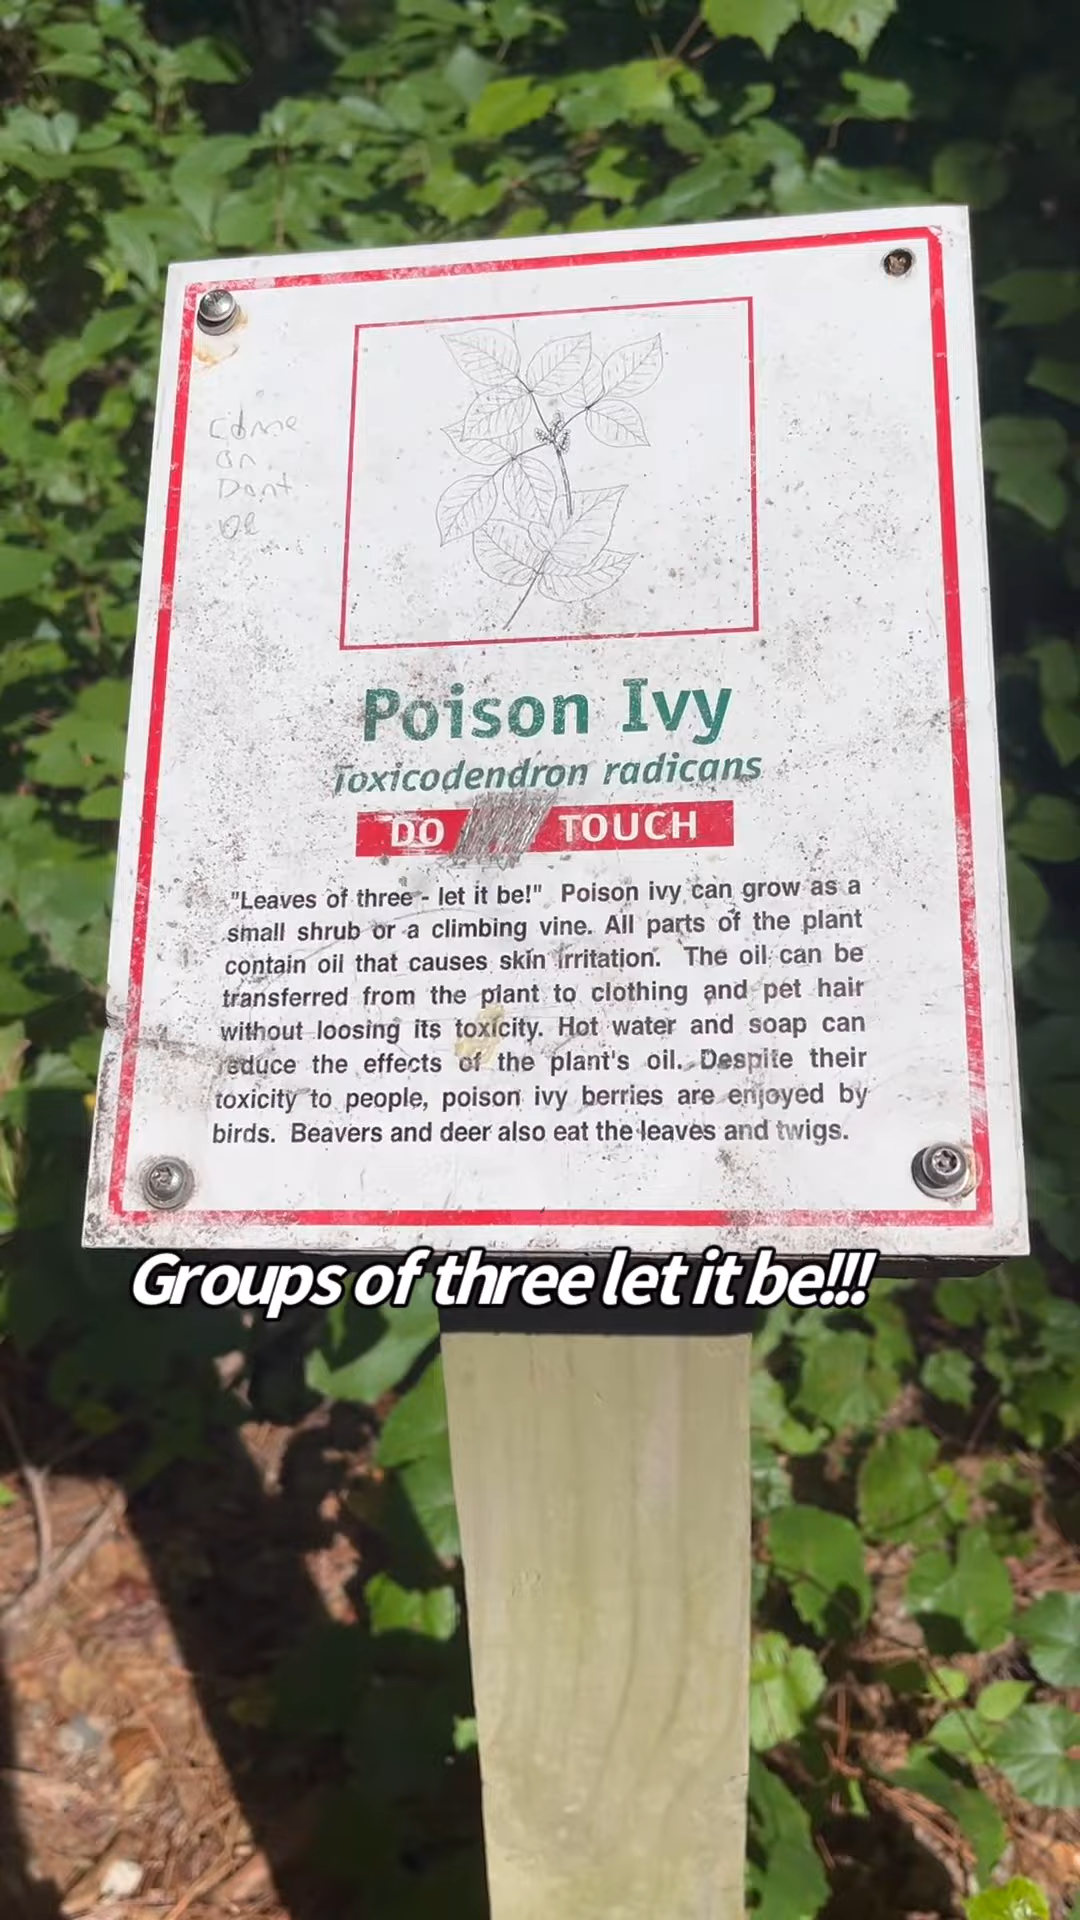 Come
on
Dont
Poison Ivy
Toxicodendron radicans
DO TOUCH
"Leaves of three - let it be!" Poison ivy can grow as a
small shrub or a climbing vine. All parts of the plant
contain oil that causes skin irritation. The oil can be
transferred from the plant to clothing and pet hair
without loosing its toxicity. Hot water and soap can
reduce the effects of the plant's oil. Despite their
toxicity to people, poison ivy berries are enjoyed by
birds. Beavers and deer also eat the leaves and twigs.
Groups of three let it be!!!